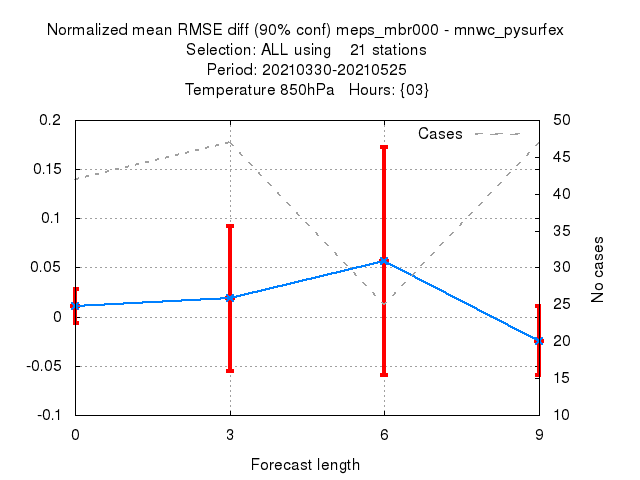 Normalized mean RMSE diff (90% conf) meps_mbr000 - mnwc_pysurfex
Selection: ALL using 21 stations
Period: 20210330-20210525
Temperature 850hPa Hours: {03}
0.2
0.15
0.1
0.05
0
-0.05
-0.1
Cases
50
45
40
35
30
25
20
15
10
No cases
0 3 6 9
Forecast length